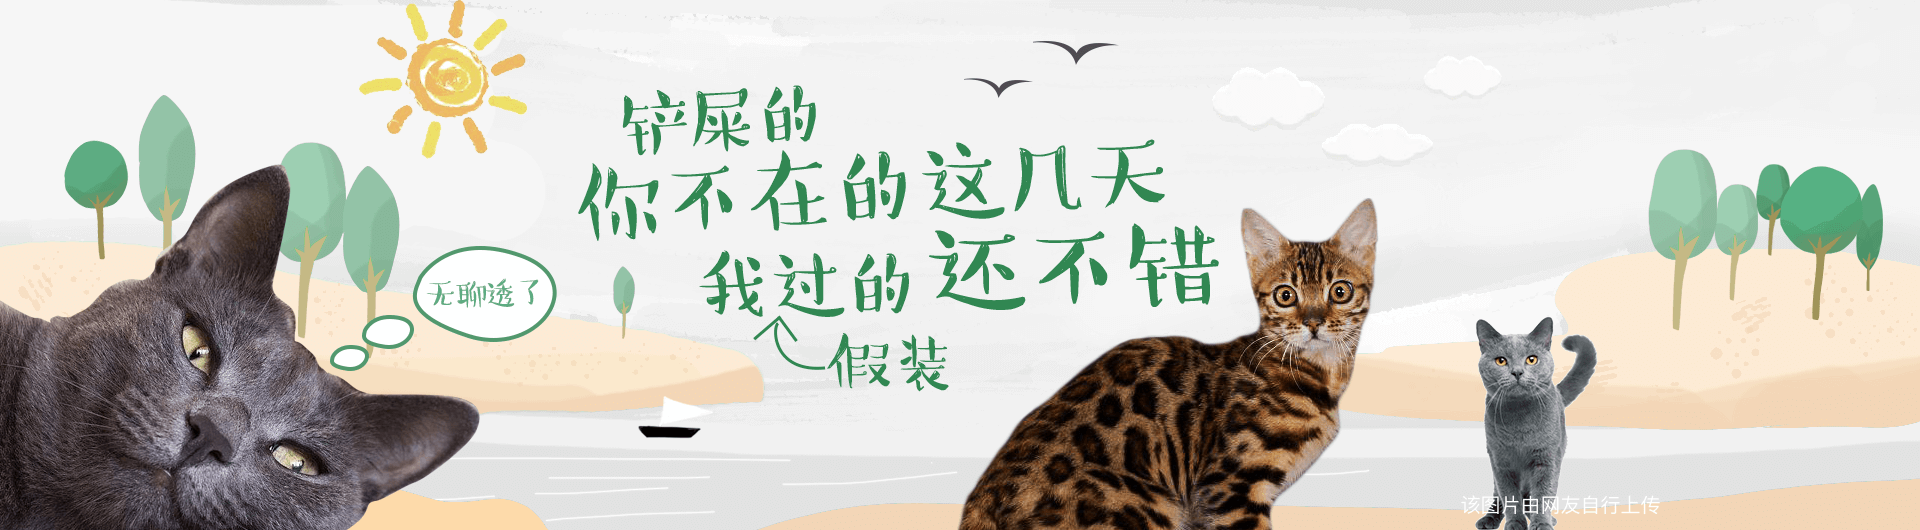 铲屎的
你不在的这几天
我过的还不错
假装
无聊透了
该图片由网友自行上传